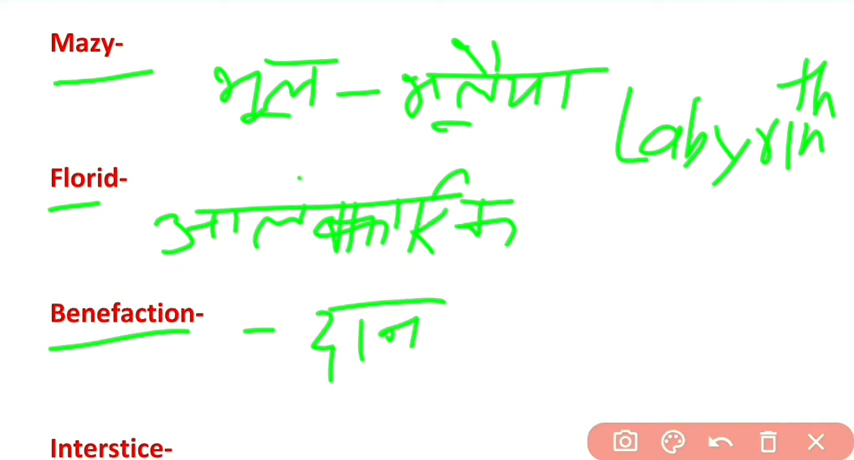 Mazy-
भूल - भूलैया Labyrinth
Florid-
आलंकारिक
Benefaction-
- दान
Interstice-